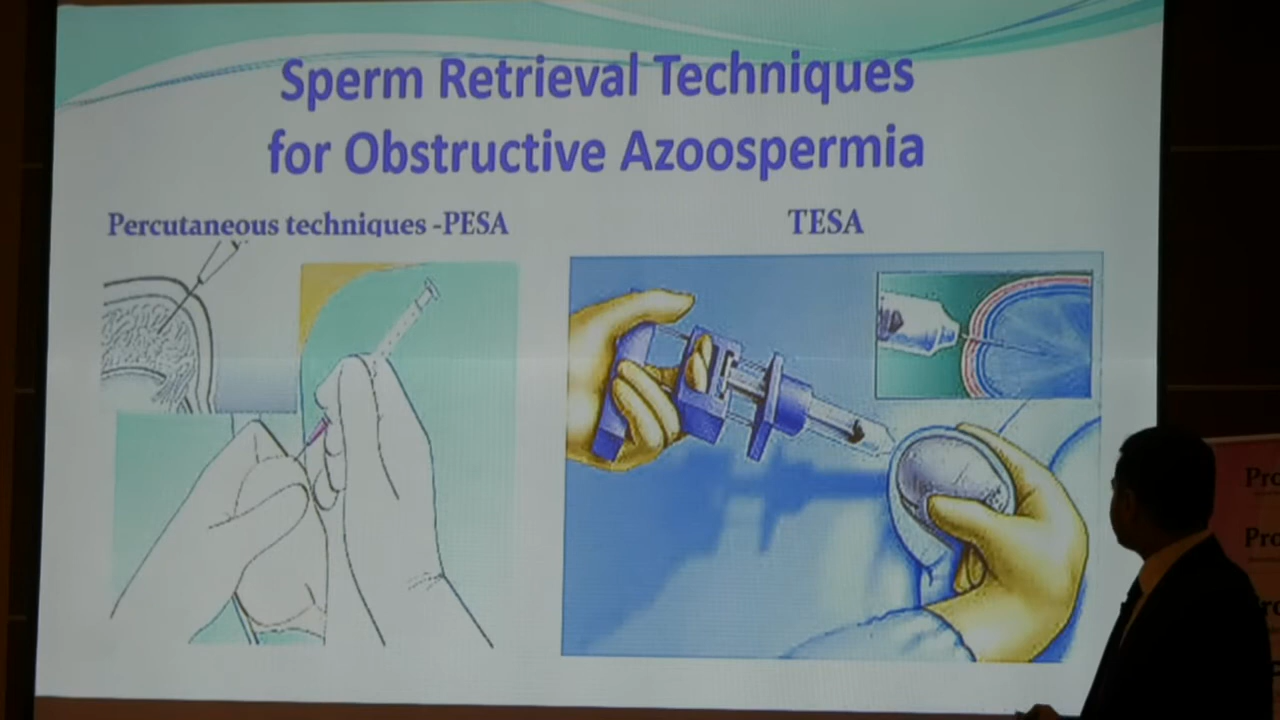 Sperm Retrieval Techniques
for Obstructive Azoospermia
Percutaneous techniques -PESA
TESA